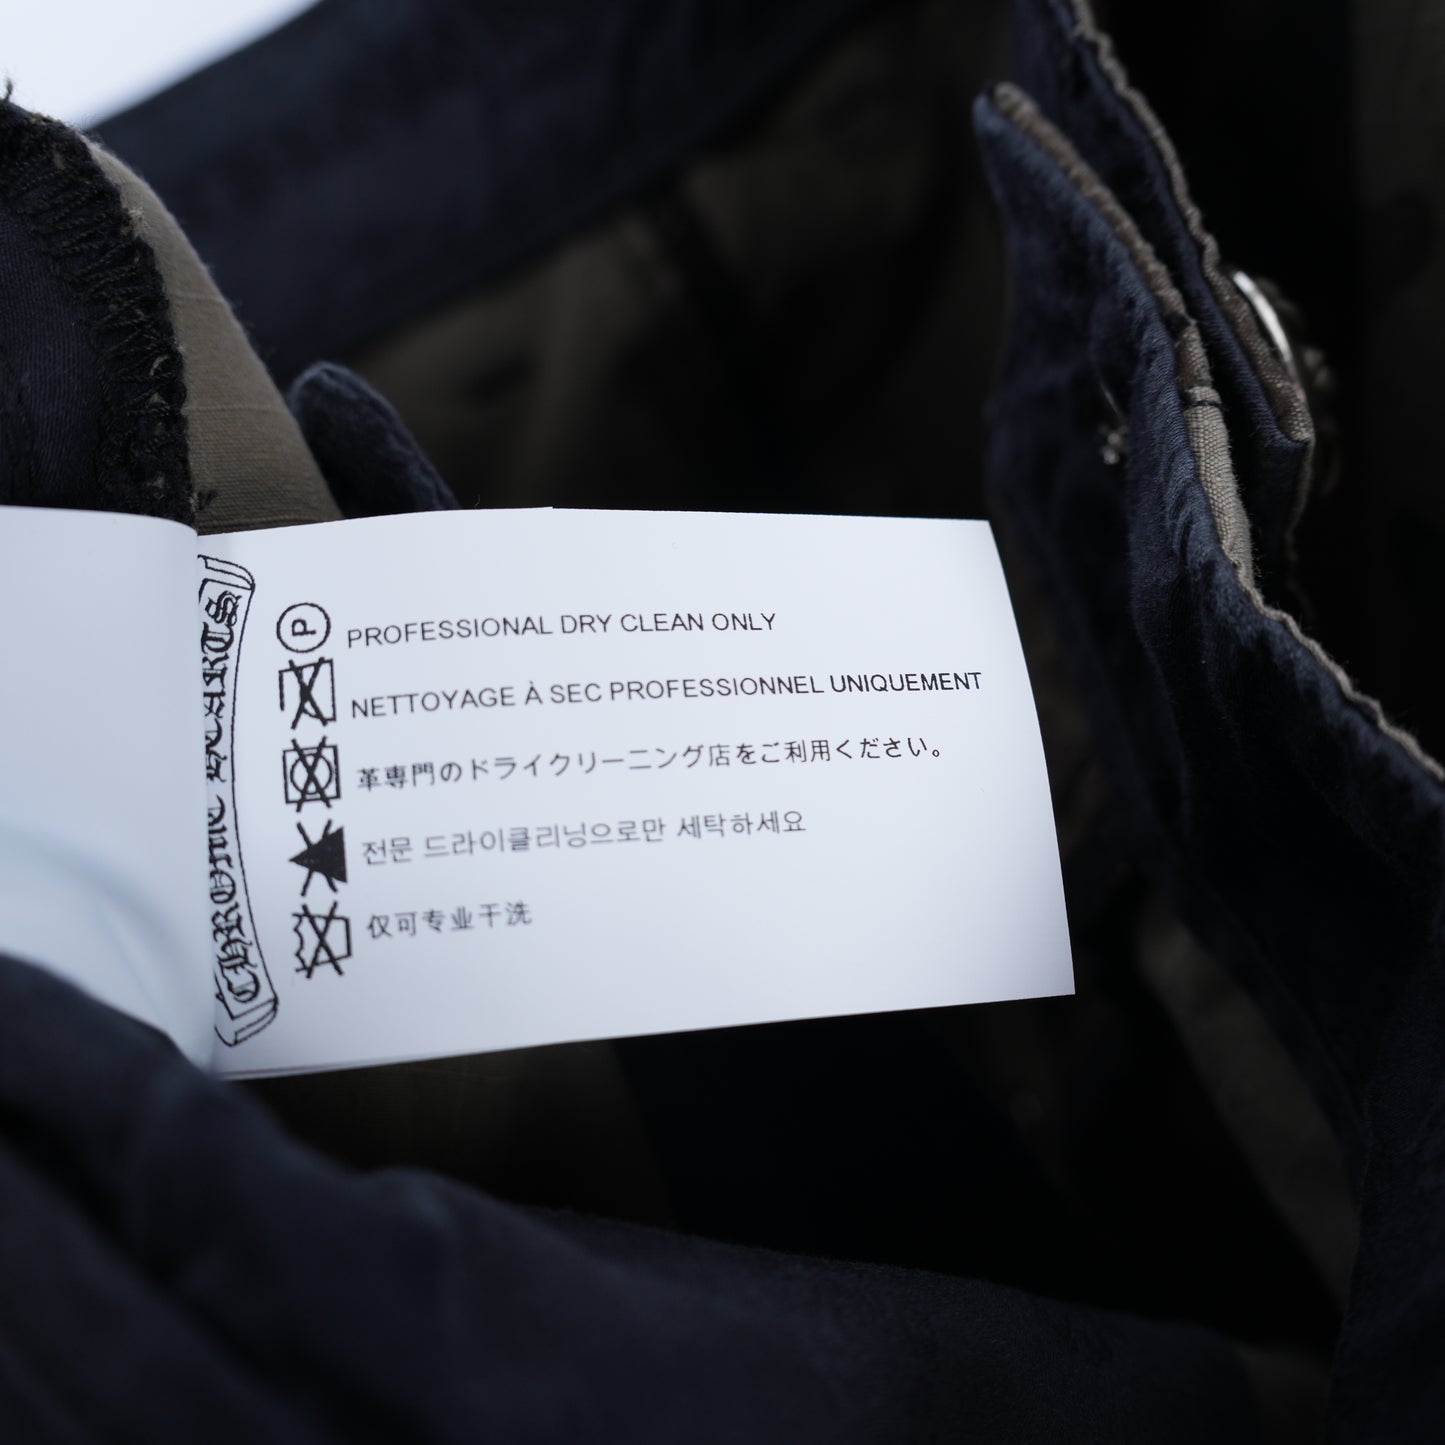 CHROME HEARTS
P
PROFESSIONAL DRY CLEAN ONLY
NETTOYAGE À SEC PROFESSIONNEL UNIQUEMENT
革専門のドライクリーニング店をご利用ください。
전문 드라이클리닝으로만 세탁하세요
仅可专业干洗